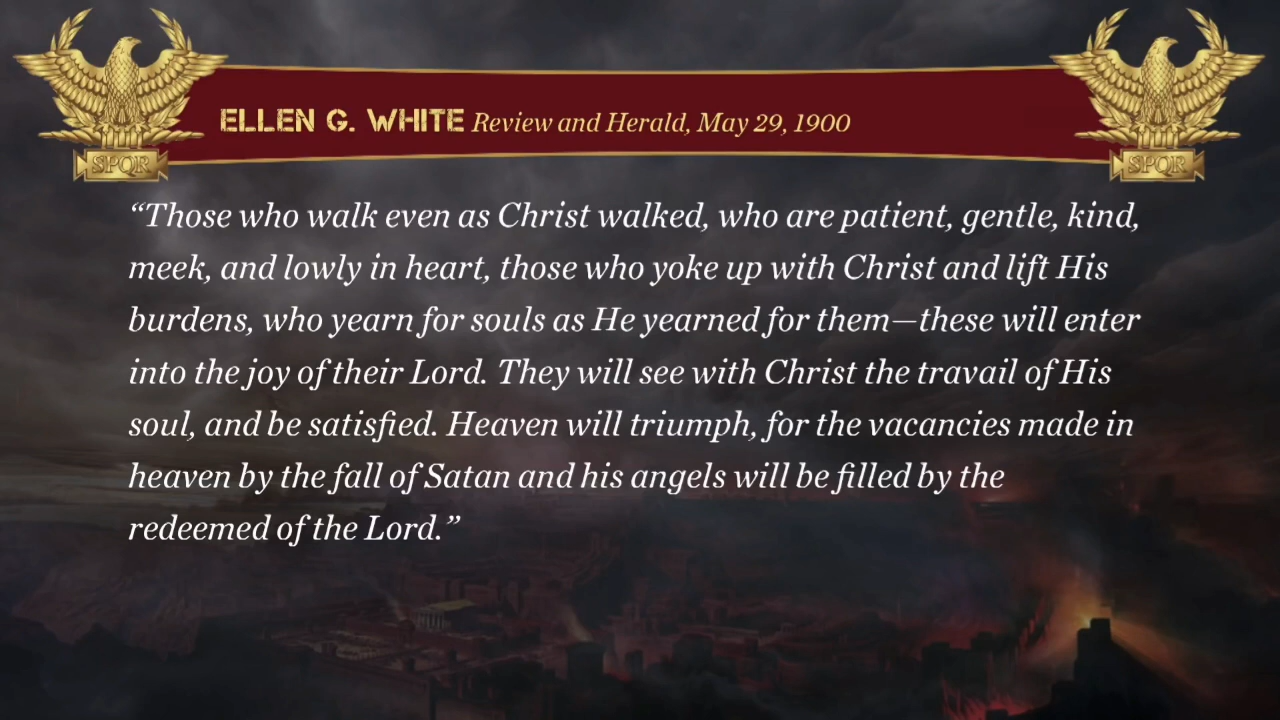 ELLEN G. WHITE Review and Herald, May 29, 1900
SPQR SPQR
“Those who walk even as Christ walked, who are patient, gentle, kind,
meek, and lowly in heart, those who yoke up with Christ and lift His
burdens, who yearn for souls as He yearned for them—these will enter
into the joy of their Lord. They will see with Christ the travail of His
soul, and be satisfied. Heaven will triumph, for the vacancies made in
heaven by the fall of Satan and his angels will be filled by the
redeemed of the Lord.”